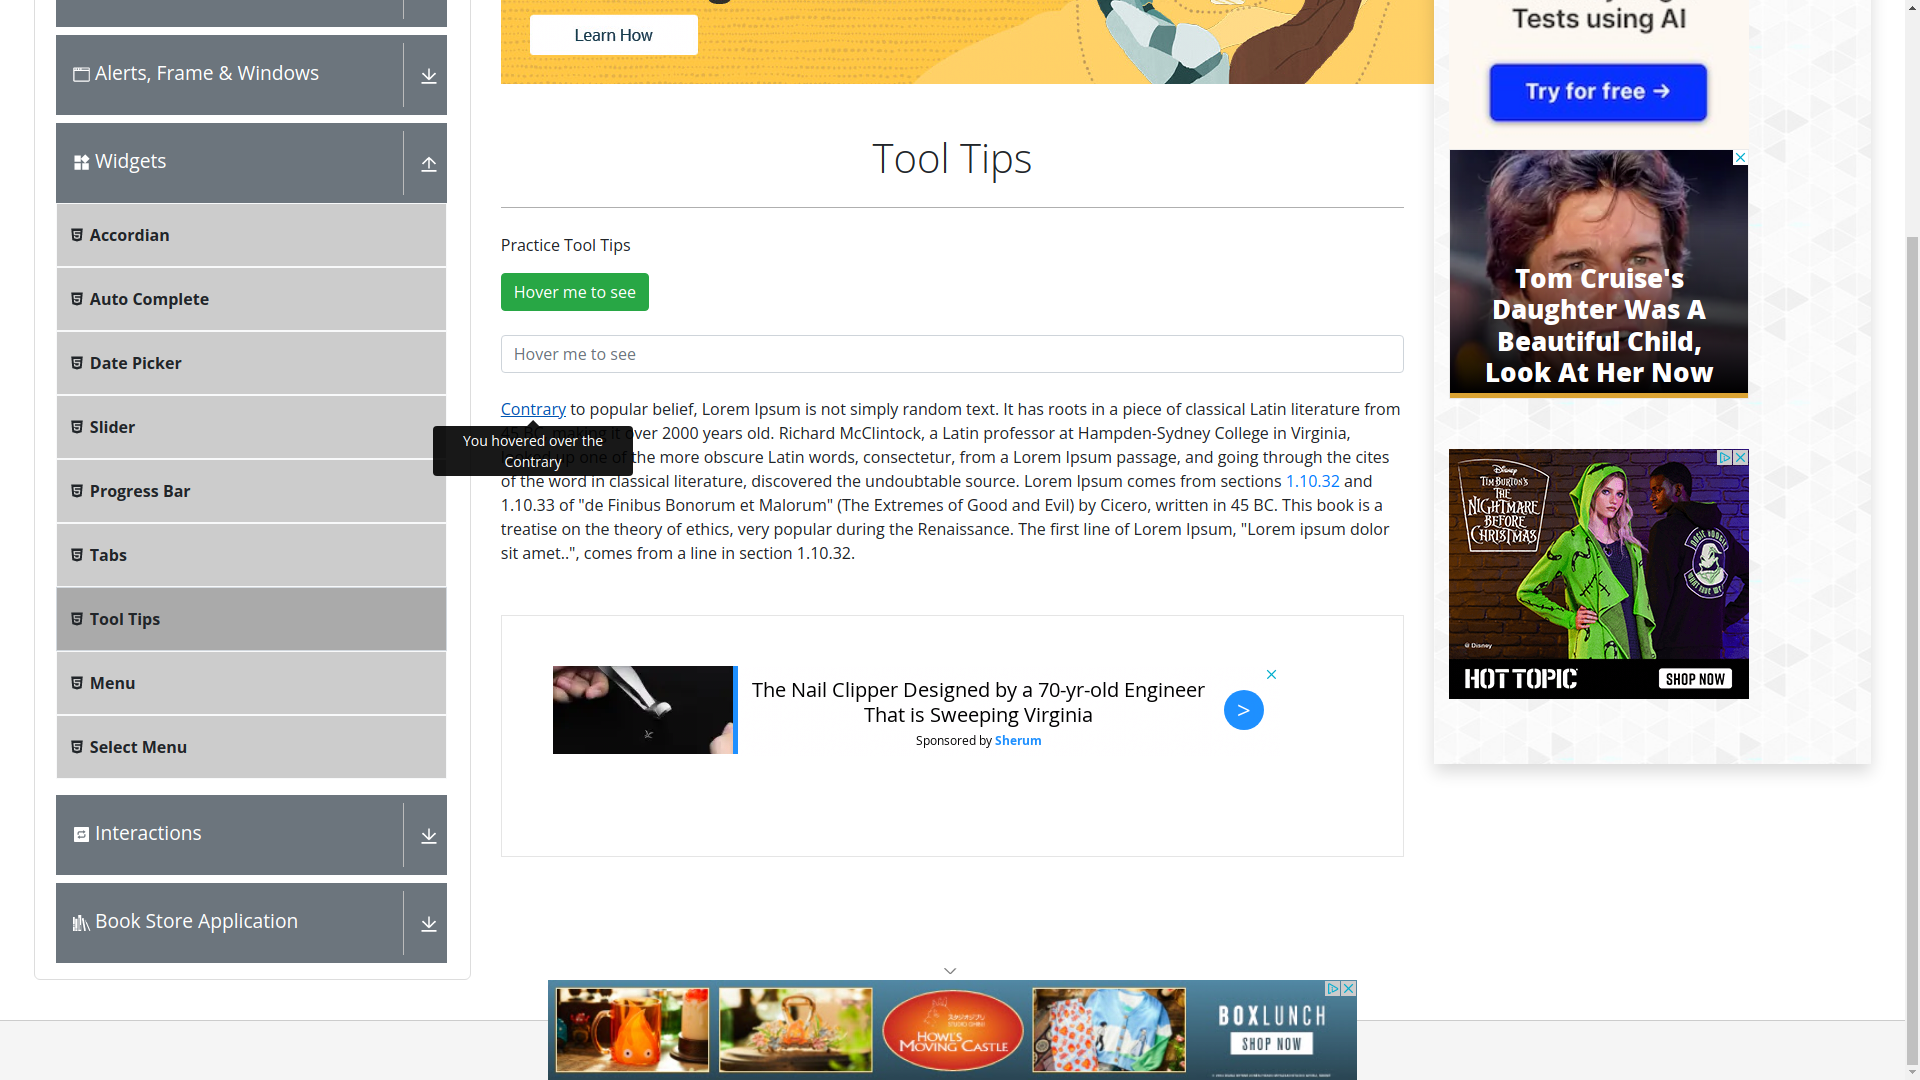 Learn How
Tests using AI
Try for free →
Alerts, Frame & Windows
Widgets
Accordian
Auto Complete
Date Picker
Slider
Progress Bar
Tabs
Tool Tips
Menu
Select Menu
Interactions
Book Store Application
Tool Tips
Practice Tool Tips
Hover me to see
Hover me to see
Contrary to popular belief, Lorem Ipsum is not simply random text. It has roots in a piece of classical Latin literature from
over 2000 years old. Richard McClintock, a Latin professor at Hampden-Sydney College in Virginia,
the more obscure Latin words, consectetur, from a Lorem Ipsum passage, and going through the cites
of the word in classical literature, discovered the undoubtable source. Lorem Ipsum comes from sections 1.10.32 and
1.10.33 of "de Finibus Bonorum et Malorum" (The Extremes of Good and Evil) by Cicero, written in 45 BC. This book is a
treatise on the theory of ethics, very popular during the Renaissance. The first line of Lorem Ipsum, "Lorem ipsum dolor
sit amet..", comes from a line in section 1.10.32.
You hovered over the
Contrary
Tom Cruise's
Daughter Was A
Beautiful Child,
Look At Her Now
Disney
TIM BURTON'S
THE
NIGHTMARE
BEFORE
CHRISTMAS
©Disney
HOT TOPIC
SHOP NOW
The Nail Clipper Designed by a 70-yr-old Engineer
That is Sweeping Virginia
Sponsored by Sherum
>
HOWL'S
MOVING CASTLE
BOXLUNCH
SHOP NOW